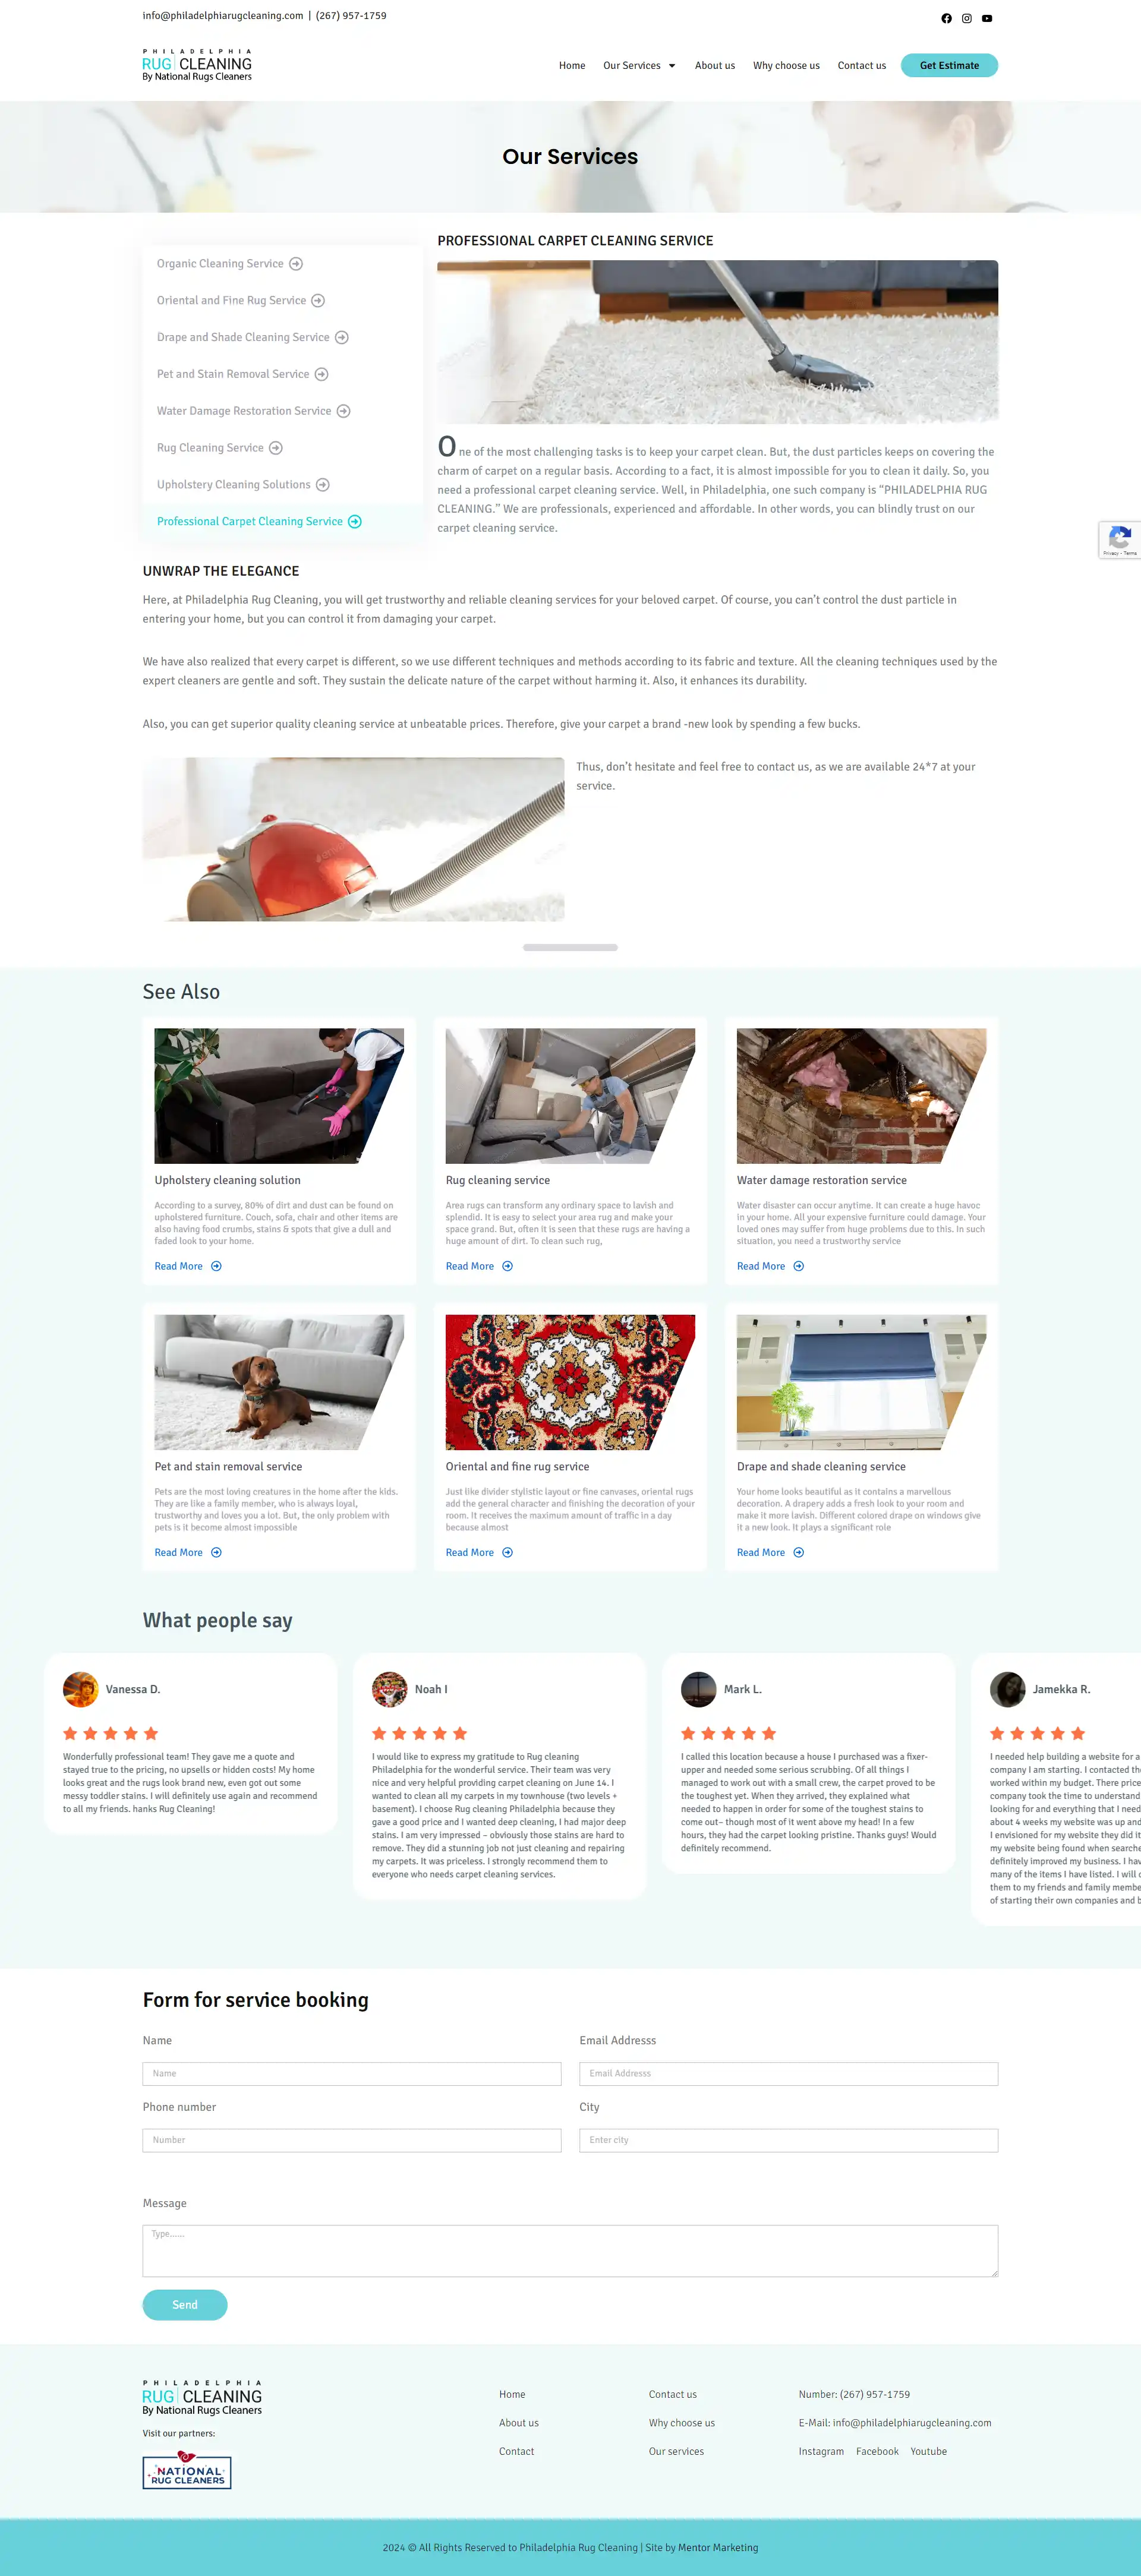 info@philadelphiarugcleaning.com | (267) 957-1759
PHILADELPHIA
RUG CLEANING
By National Rugs Cleaners
Home
Our Services
About us
Why choose us
Contact us
Get Estimate
Our Services
Organic Cleaning Service
Oriental and Fine Rug Service
Drape and Shade Cleaning Service
Pet and Stain Removal Service
Water Damage Restoration Service
Rug Cleaning Service
Upholstery Cleaning Solutions
Professional Carpet Cleaning Service
PROFESSIONAL CARPET CLEANING SERVICE
One of the most challenging tasks is to keep your carpet clean. But, the dust particles keeps on covering the
charm of carpet on a regular basis. According to a fact, it is almost impossible for you to clean it daily. So, you
need a professional carpet cleaning service. Well, in Philadelphia, one such company is “PHILADELPHIA RUG
CLEANING.” We are professionals, experienced and affordable. In other words, you can blindly trust on our
carpet cleaning service.
Privacy - Terms
UNWRAP THE ELEGANCE
Here, at Philadelphia Rug Cleaning, you will get trustworthy and reliable cleaning services for your beloved carpet. Of course, you can’t control the dust particle in
entering your home, but you can control it from damaging your carpet.
We have also realized that every carpet is different, so we use different techniques and methods according to its fabric and texture. All the cleaning techniques used by the
expert cleaners are gentle and soft. They sustain the delicate nature of the carpet without harming it. Also, it enhances its durability.
Also, you can get superior quality cleaning service at unbeatable prices. Therefore, give your carpet a brand -new look by spending a few bucks.
Thus, don’t hesitate and feel free to contact us, as we are available 24*7 at your
service.
See Also
Upholstery cleaning solution
According to a survey, 80% of dirt and dust can be found on
upholstered furniture. Couch, sofa, chair and other items are
also having food crumbs, stains & spots that give a dull and
faded look to your home.
Read More
Rug cleaning service
Area rugs can transform any ordinary space to lavish and
splendid. It is easy to select your area rug and make your
space grand. But, often it is seen that these rugs are having a
huge amount of dirt. To clean such rug,
Read More
Water damage restoration service
Water disaster can occur anytime. It can create a huge havoc
in your home. All your expensive furniture could damage. Your
loved ones may suffer from huge problems due to this. In such
situation, you need a trustworthy service
Read More
Pet and stain removal service
Pets are the most loving creatures in the home after the kids.
They are like a family member, who is always loyal,
trustworthy and loves you a lot. But, the only problem with
pets is it become almost impossible
Read More
Oriental and fine rug service
Just like divider stylistic layout or fine canvases, oriental rugs
add the general character and finishing the decoration of your
room. It receives the maximum amount of traffic in a day
because almost
Read More
Drape and shade cleaning service
Your home looks beautiful as it contains a marvellous
decoration. A drapery adds a fresh look to your room and
make it more lavish. Different colored drape on windows give
it a new look. It plays a significant role
Read More
What people say
Vanessa D.
Wonderfully professional team! They gave me a quote and
stayed true to the pricing, no upsells or hidden costs! My home
looks great and the rugs look brand new, even got out some
messy toddler stains. I will definitely use again and recommend
to all my friends. hanks Rug Cleaning!
Noah I
I would like to express my gratitude to Rug cleaning
Philadelphia for the wonderful service. Their team was very
nice and very helpful providing carpet cleaning on June 14. I
wanted to clean all my carpets in my townhouse (two levels +
basement). I choose Rug cleaning Philadelphia because they
gave a good price and I wanted deep cleaning, I had major deep
stains. I am very impressed – obviously those stains are hard to
remove. They did a stunning job not just cleaning and repairing
my carpets. It was priceless. I strongly recommend them to
everyone who needs carpet cleaning services.
Mark L.
I called this location because a house I purchased was a fixer-
upper and needed some serious scrubbing. Of all things I
managed to work out with a small crew, the carpet proved to be
the toughest yet. When they arrived, they explained what
needed to happen in order for some of the toughest stains to
come out– though most of it went above my head! In a few
hours, they had the carpet looking pristine. Thanks guys! Would
definitely recommend.
Jamekka R.
I needed help building a website for a
company I am starting. I contacted
worked within my budget. There price
company took the time to understand
looking for and everything that I need
about 4 weeks my website was up and
I envisioned for my website they did it
my website being found when searche
definitely improved my business. I hav
many of the items I have listed. I will
them to my friends and family membe
of starting their own companies and
Form for service booking
Name
Email Addresss
Name
Email Addresss
Phone number
City
Number
Enter city
Message
Type......
Send
PHILADELPHIA
RUG CLEANING
By National Rugs Cleaners
Visit our partners:
NATIONAL
RUG CLEANERS
Home
About us
Contact
Contact us
Why choose us
Our services
Number: (267) 957-1759
E-Mail: info@philadelphiarugcleaning.com
Instagram Facebook Youtube
2024 © All Rights Reserved to Philadelphia Rug Cleaning | Site by Mentor Marketing